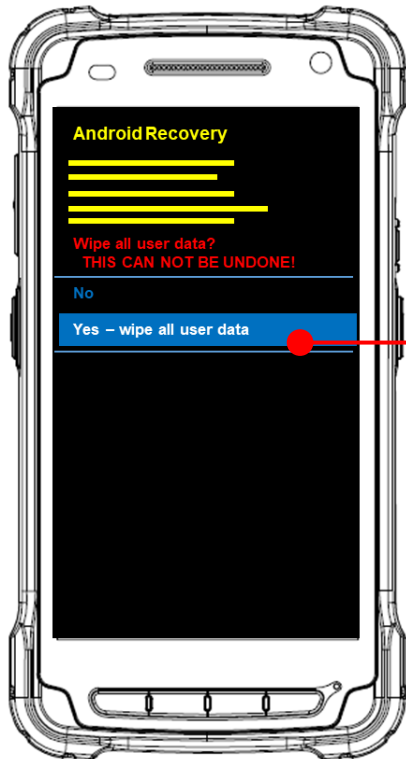 Android Recovery
Wipe all user data?
THIS CAN NOT BE UNDONE!
No
Yes – wipe all user data